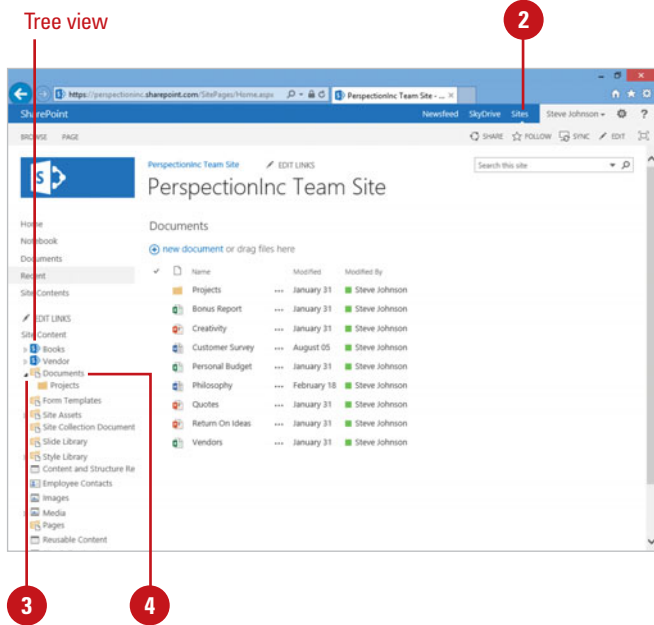 Tree view
2
https://perspectioninc.sharepoint.com/SitePages/Home.aspx
PerspectionInc Team Site - ...
SharePoint
Newsfeed SkyDrive Sites Steve Johnson ?
BROWSE PAGE
SHARE FOLLOW SYNC EDIT
S
PerspectionInc Team Site EDIT LINKS
Search this site
PerspectionInc Team Site
Home
Notebook
Documents
Recent
Site Contents
EDIT LINKS
Site Content
Books
Vendor
Documents
Projects
Form Templates
Site Assets
Site Collection Document
Slide Library
Style Library
Content and Structure Re
Employee Contacts
Images
Media
Pages
Reusable Content
Documents
new document or drag files here
Name Modified Modified By
Projects ... January 31 Steve Johnson
Bonus Report ... January 31 Steve Johnson
Creativity ... January 31 Steve Johnson
Customer Survey ... August 05 Steve Johnson
Personal Budget ... January 31 Steve Johnson
Philosophy ... February 18 Steve Johnson
Quotes ... January 31 Steve Johnson
Return On Ideas ... January 31 Steve Johnson
Vendors ... January 31 Steve Johnson
3
4